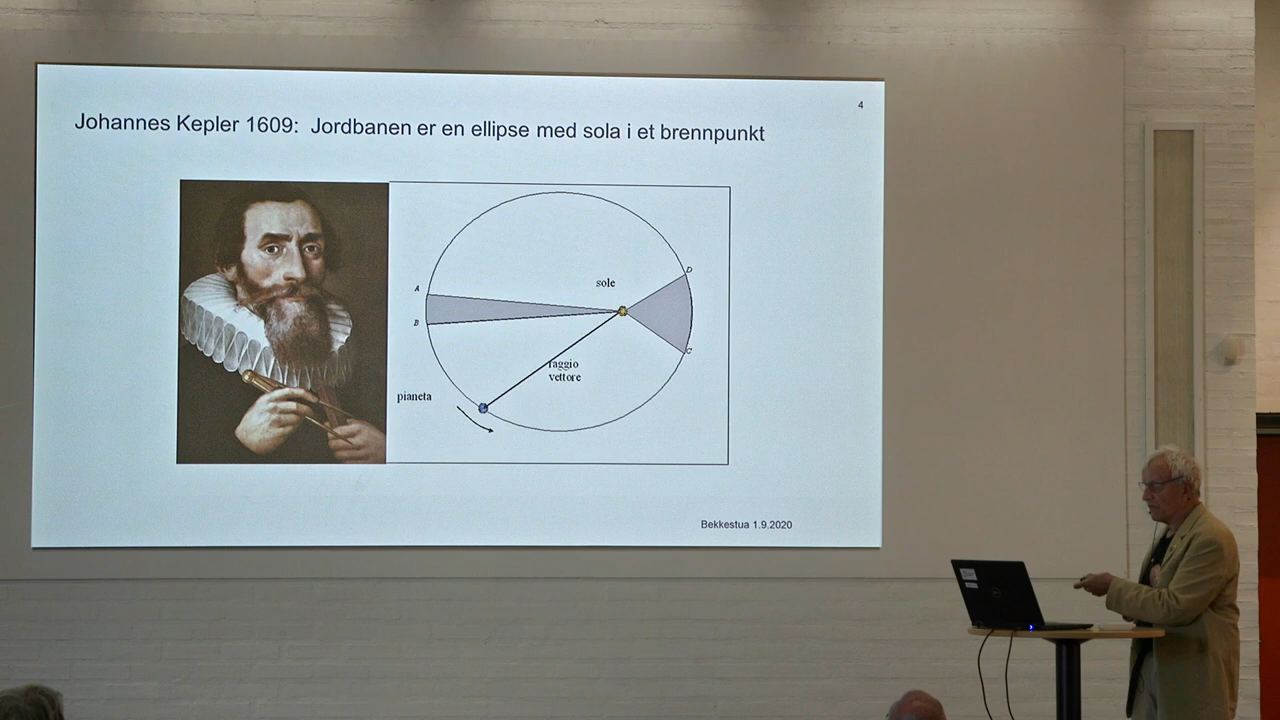 4
Johannes Kepler 1609: Jordbanen er en ellipse med sola i et brennpunkt
D
sole
A
B
C
raggio
vettore
pianeta
Bekkestua 1.9.2020